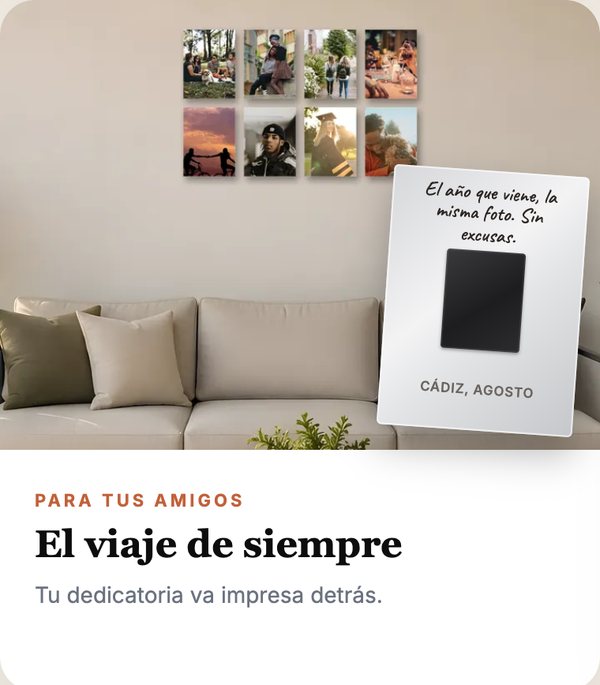 El año que viene, la
misma foto. Sin
excusas.
CÁDIZ, AGOSTO
PARA TUS AMIGOS
El viaje de siempre
Tu dedicatoria va impresa detrás.